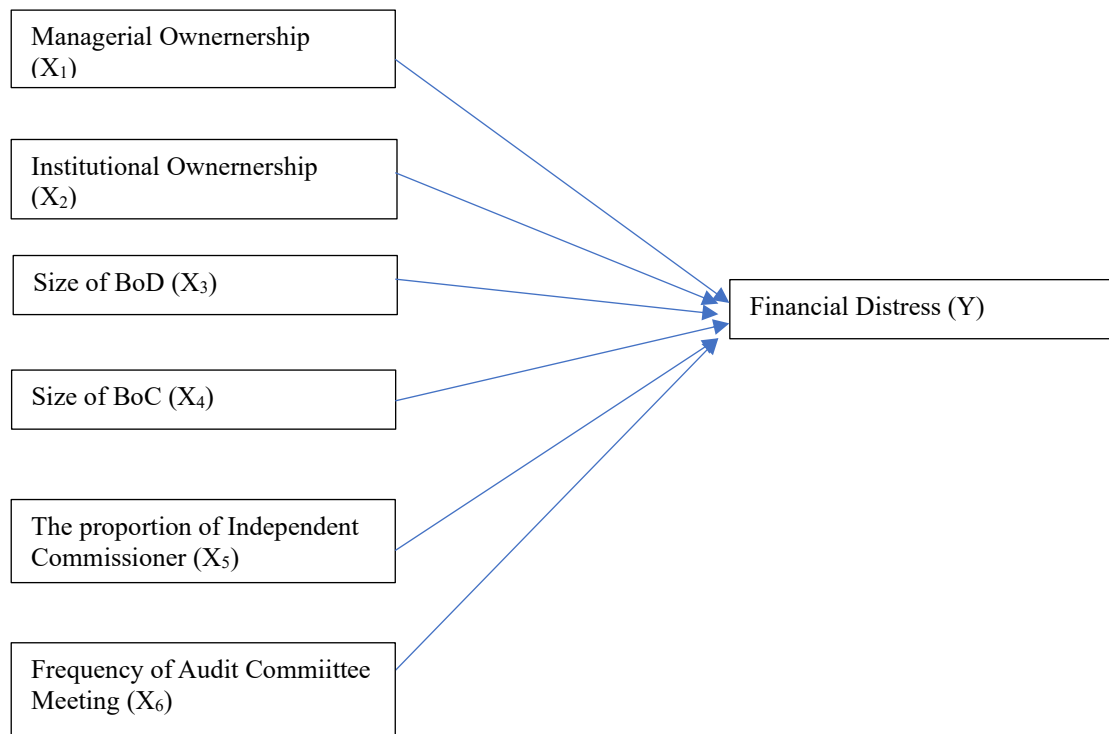 Managerial Ownernership
(X₁)
Institutional Ownernership
(X₂)
Size of BoD (X₃)
Financial Distress (Y)
Size of BoC (X₄)
The proportion of Independent
Commissioner (X₅)
Frequency of Audit Commiittee
Meeting (X₆)